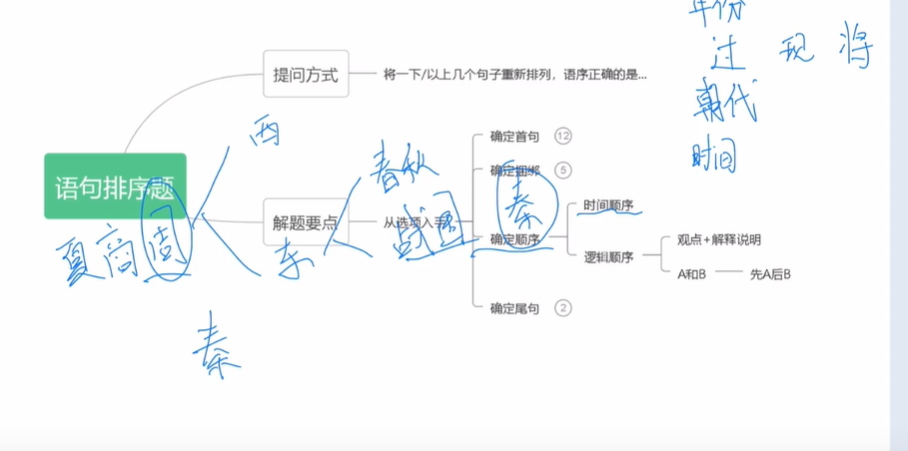 年份
过 现 将
朝代
时间
提问方式
将一下/以上几个句子重新排列，语序正确的是...
语句排序题
解题要点
从选项入手
确定首句 12
确定捆绑 5
确定顺序
时间顺序
逻辑顺序
观点+解释说明
A和B 先A后B
确定尾句 2
夏商周
西
东
春秋
战国
秦
秦